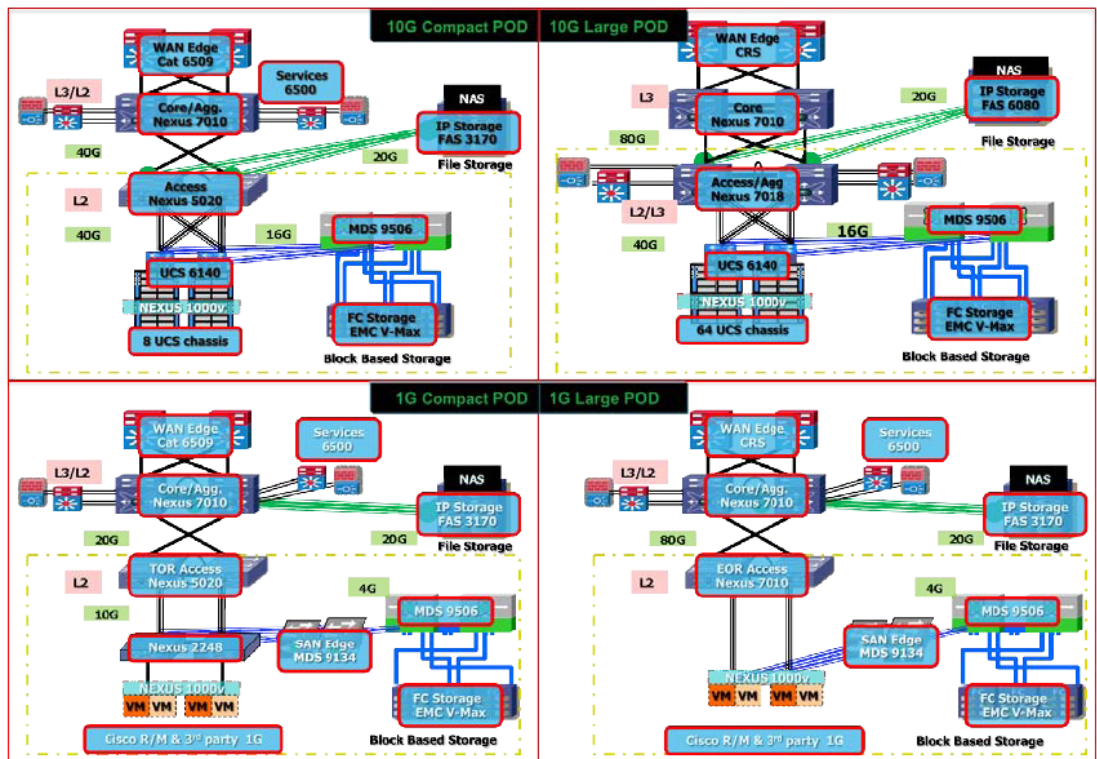 10G Compact POD
WAN Edge
Cat 6509
Services
6500
L3/L2
Core/Agg.
Nexus 7010
NAS
IP Storage
FAS 3170
File Storage
40G
20G
Access
Nexus 5020
L2
40G
16G
MDS 9506
UCS 6140
NEXUS 1000v
8 UCS chassis
FC Storage
EMC V-Max
Block Based Storage
10G Large POD
WAN Edge
CRS
NAS
IP Storage
FAS 6080
File Storage
L3
Core
Nexus 7010
20G
80G
Access/Agg
Nexus 7018
L2/L3
40G
16G
MDS 9506
UCS 6140
NEXUS 1000v
64 UCS chassis
FC Storage
EMC V-Max
Block Based Storage
1G Compact POD
WAN Edge
Cat 6509
Services
6500
L3/L2
Core/Agg.
Nexus 7010
NAS
IP Storage
FAS 3170
File Storage
20G
20G
TOR Access
Nexus 5020
L2
10G
4G
MDS 9506
Nexus 2248
SAN Edge
MDS 9134
NEXUS 1000v
VM VM VM VM
FC Storage
EMC V-Max
Cisco R/M & 3rd party 1G
Block Based Storage
1G Large POD
WAN Edge
CRS
Services
6500
L3/L2
Core/Agg.
Nexus 7010
NAS
IP Storage
FAS 3170
File Storage
80G
20G
EOR Access
Nexus 7010
L2
4G
MDS 9506
SAN Edge
MDS 9134
NEXUS 1000v
VM VM VM VM
FC Storage
EMC V-Max
Cisco R/M & 3rd party 1G
Block Based Storage